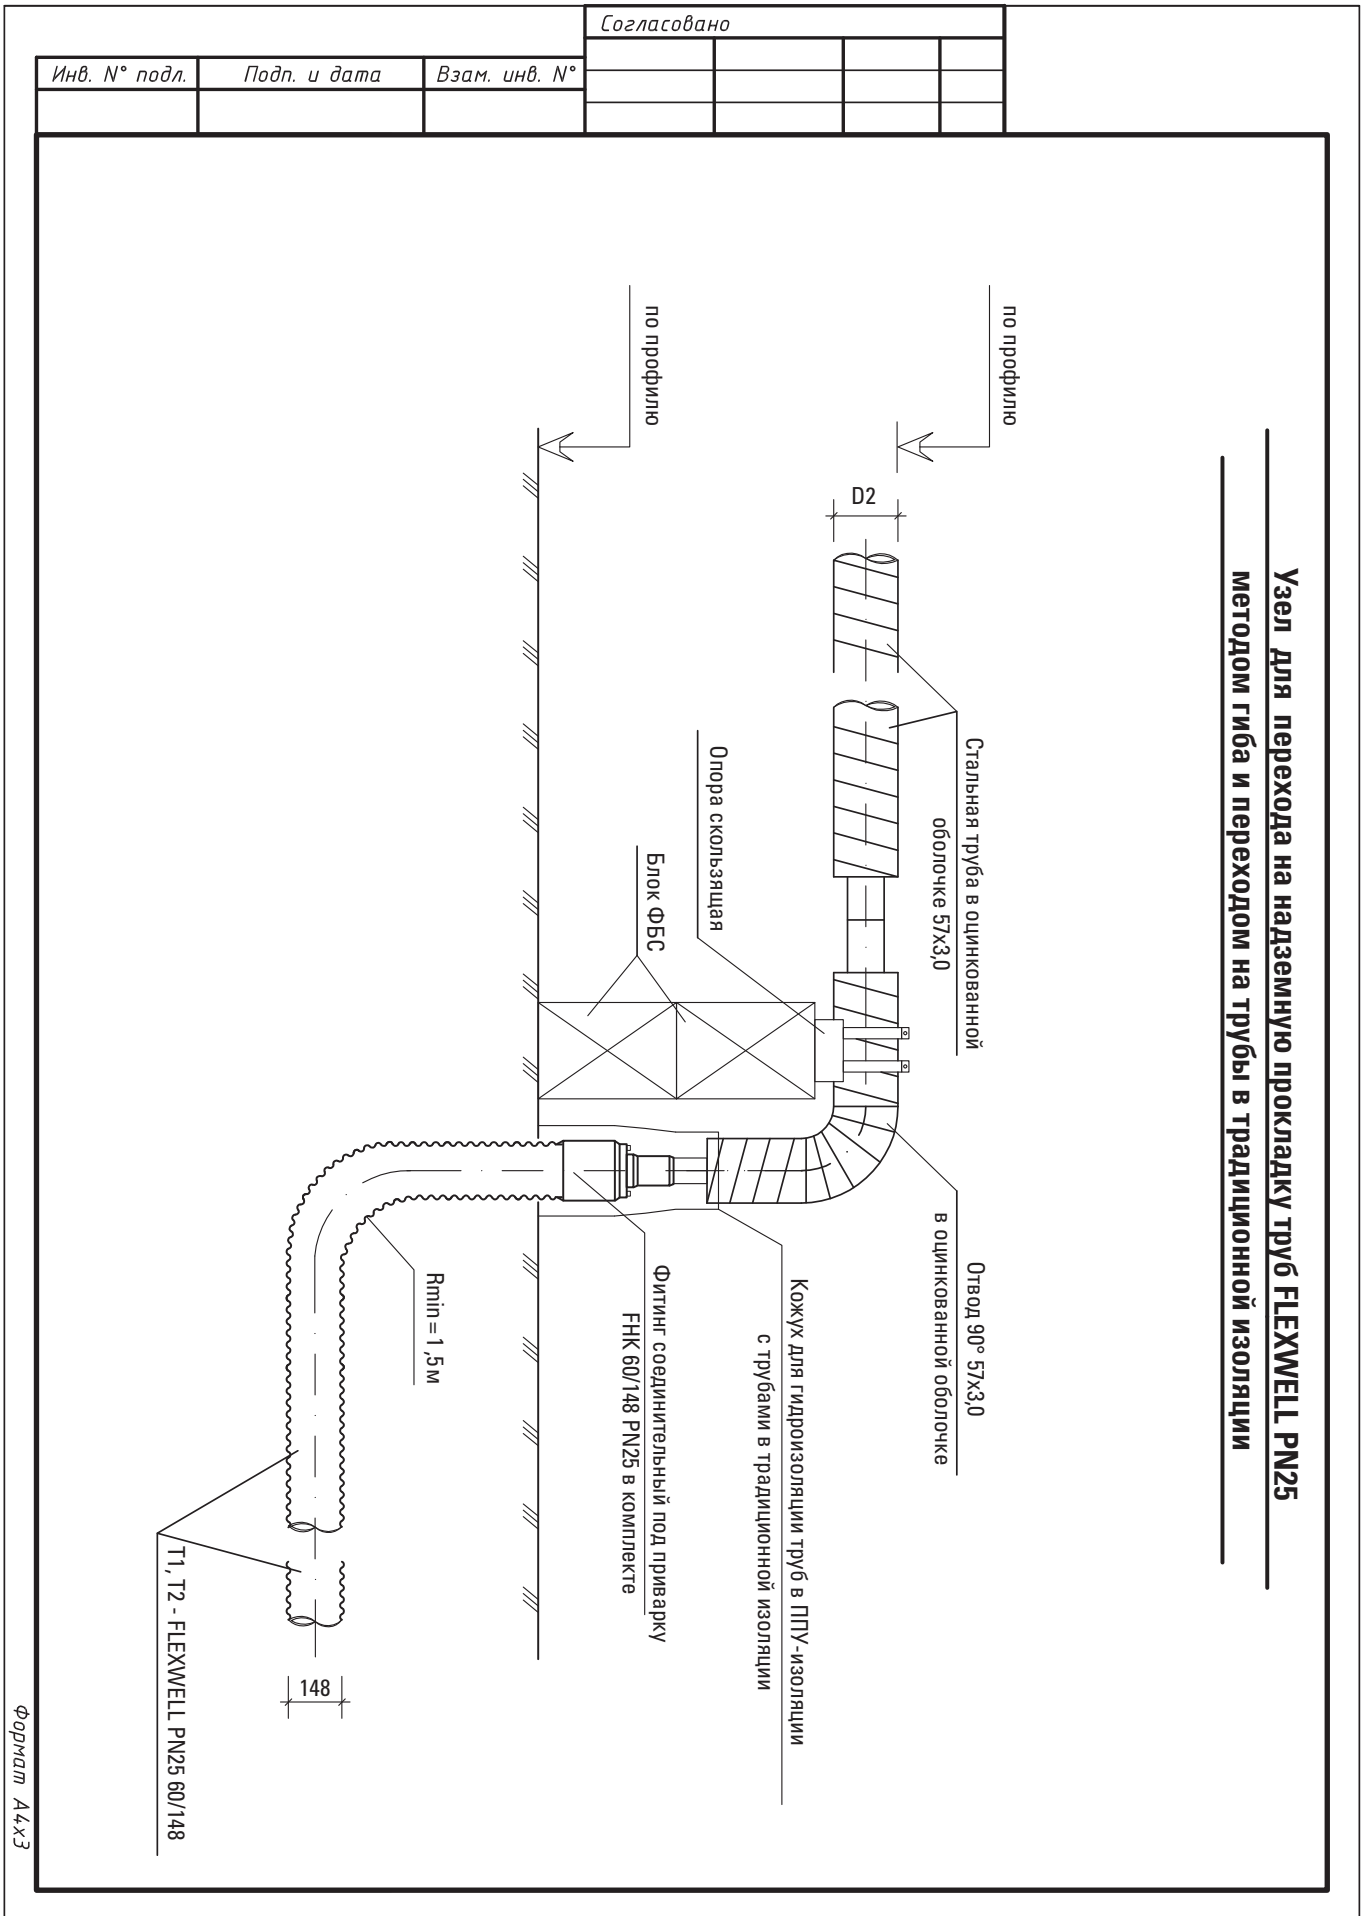 Согласовано
Инв. N° подл.
Подп. и дата
Взам. инв. N°
Узел для перехода на надземную прокладку труб FLEXWELL PN25
методом гиба и переходом на трубы в традиционной изоляции
по профилю
по профилю
D2
Стальная труба в оцинкованной
оболочке 57х3,0
Опора скользящая
Блок ФБС
Отвод 90° 57х3,0
в оцинкованной оболочке
Кожух для гидроизоляции труб в ППУ-изоляции
с трубами в традиционной изоляции
Фитинг соединительный под приварку
FHK 60/148 PN25 в комплекте
Rmin = 1,5м
148
T1, T2 - FLEXWELL PN25 60/148
Формат А4х3